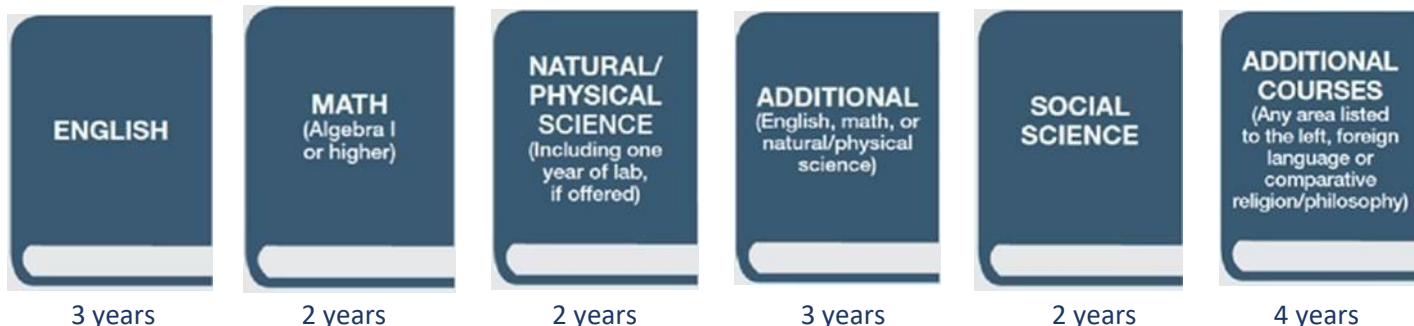 ENGLISH
MATH
(Algebra I
or higher)
NATURAL/
PHYSICAL
SCIENCE
(Including one
year of lab,
if offered)
ADDITIONAL
(English, math, or
natural/physical
science)
SOCIAL
SCIENCE
ADDITIONAL
COURSES
(Any area listed
to the left, foreign
language or
comparative
religion/philosophy)
3 years
2 years
2 years
3 years
2 years
4 years